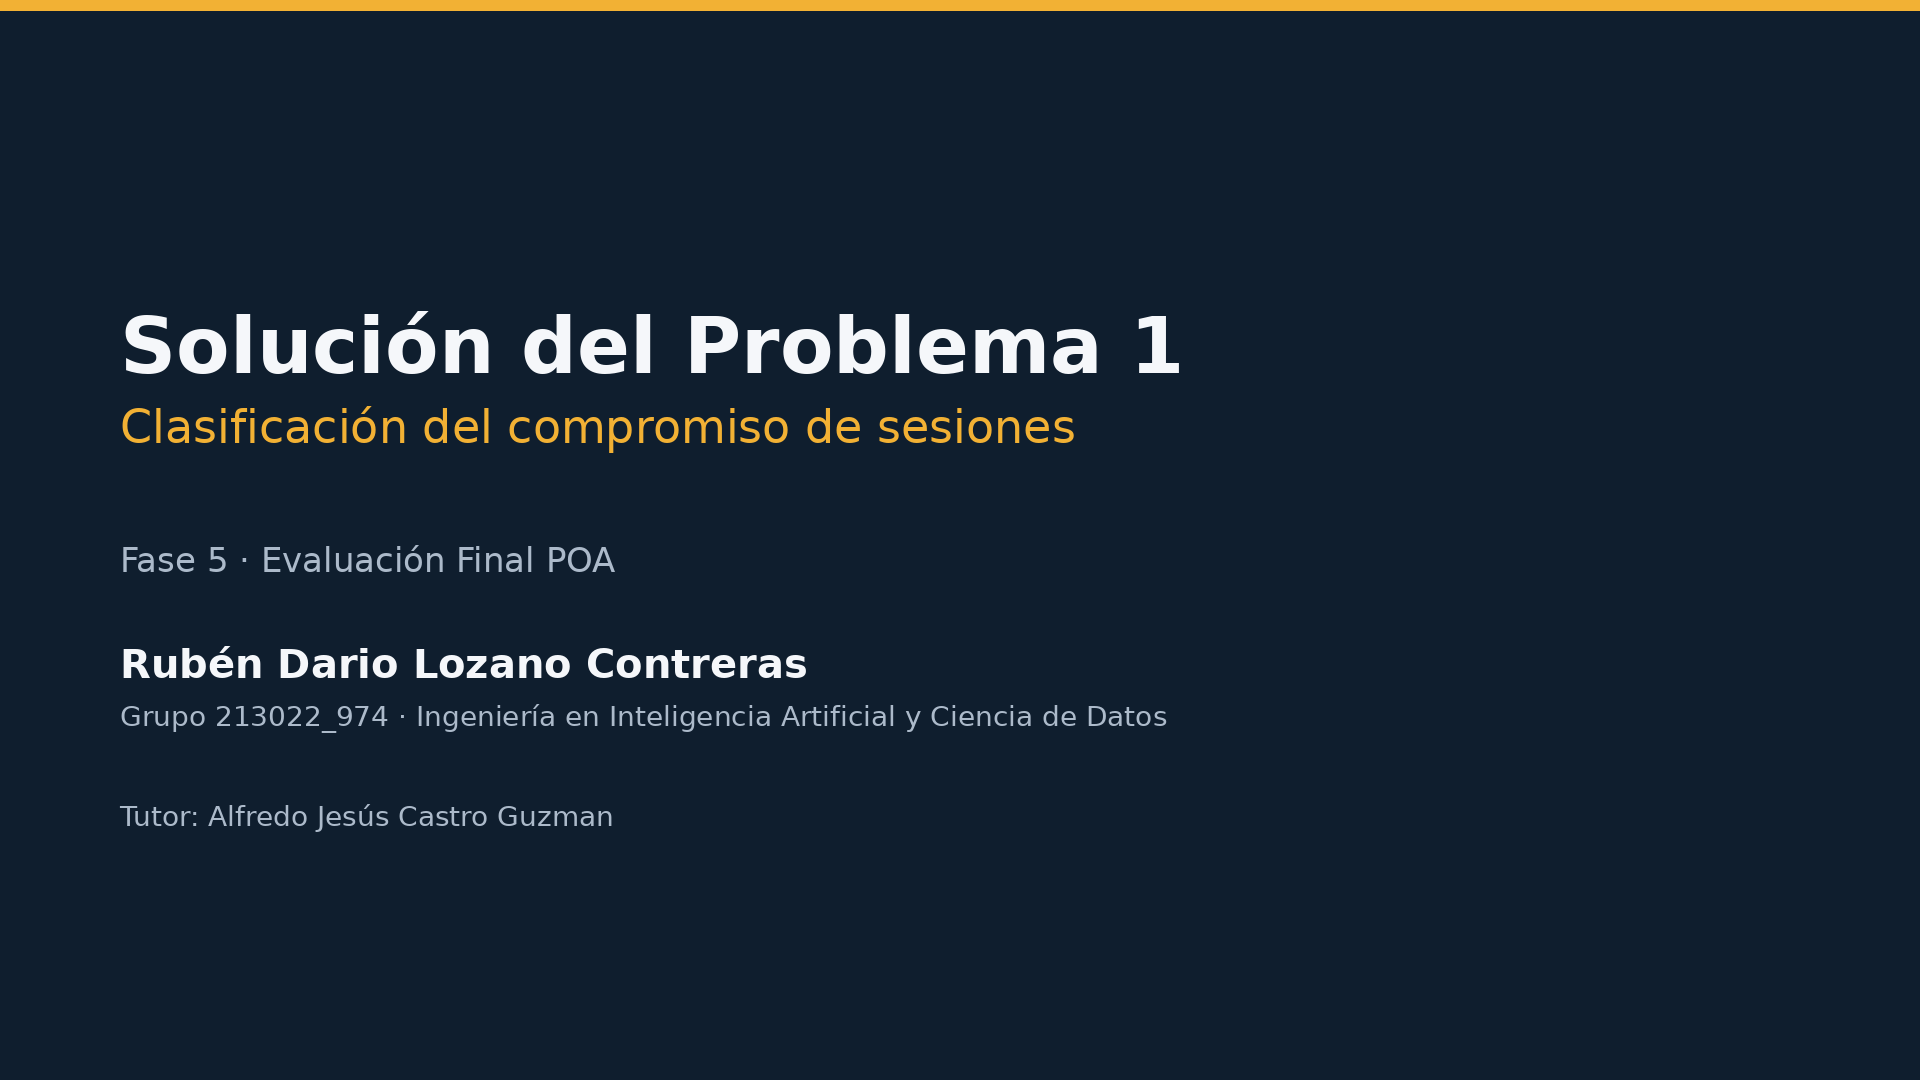 Solución del Problema 1
Clasificación del compromiso de sesiones
Fase 5 · Evaluación Final POA
Rubén Dario Lozano Contreras
Grupo 213022_974 · Ingeniería en Inteligencia Artificial y Ciencia de Datos
Tutor: Alfredo Jesús Castro Guzman